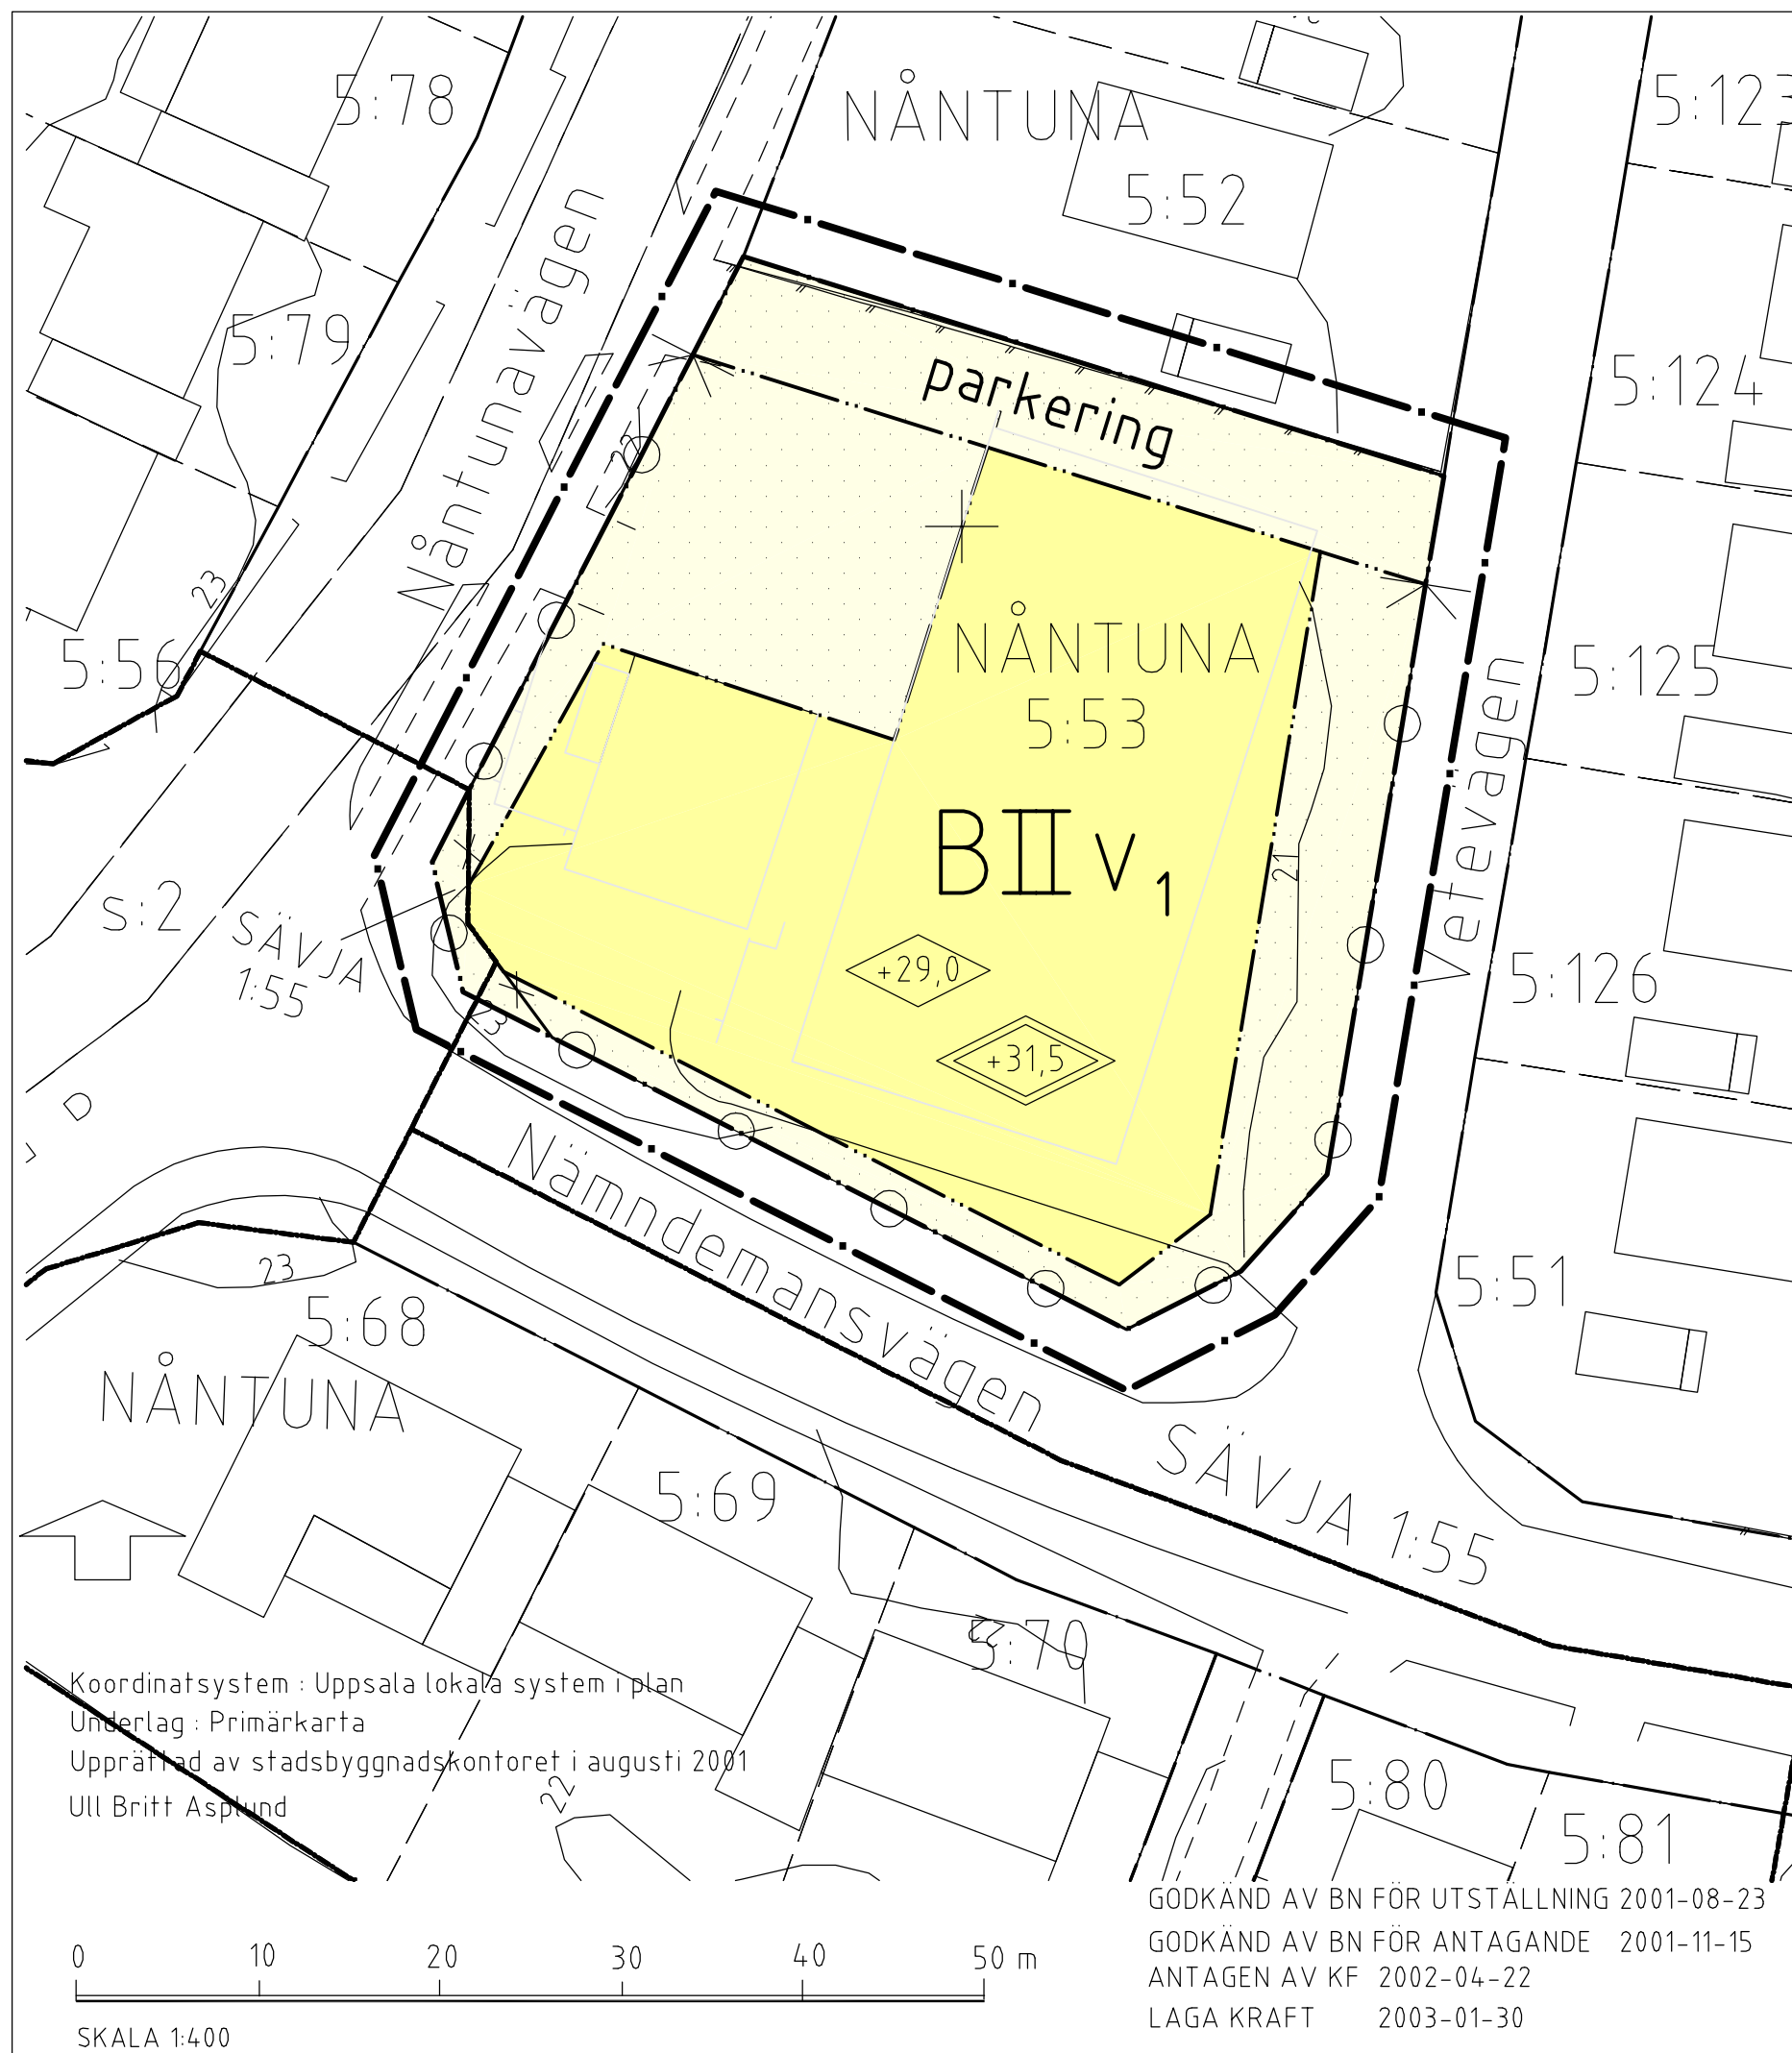 5:78
NÅNTUNA
5:123
5:52
Nåntunavägen
5:79
parkering
5:124
22
23
NÅNTUNA
5:53
5:56
5:125
Vetevägen
BII v1
21
s:2
SÄVJA
1:55
+29,0
5:126
23
+31,5
D
Nämndemansvägen
23
5:68
5:51
NÅNTUNA
5:69
SÄVJA 1:55
5:70
Koordinatsystem : Uppsala lokala system i plan
Underlag : Primärkarta
Upprättad av stadsbyggnadskontoret i augusti 2001
Ull Britt Asplund
22
5:80
5:81
GODKÄND AV BN FÖR UTSTÄLLNING 2001-08-23
GODKÄND AV BN FÖR ANTAGANDE 2001-11-15
ANTAGEN AV KF 2002-04-22
LAGA KRAFT 2003-01-30
0 10 20 30 40 50 m
SKALA 1:400